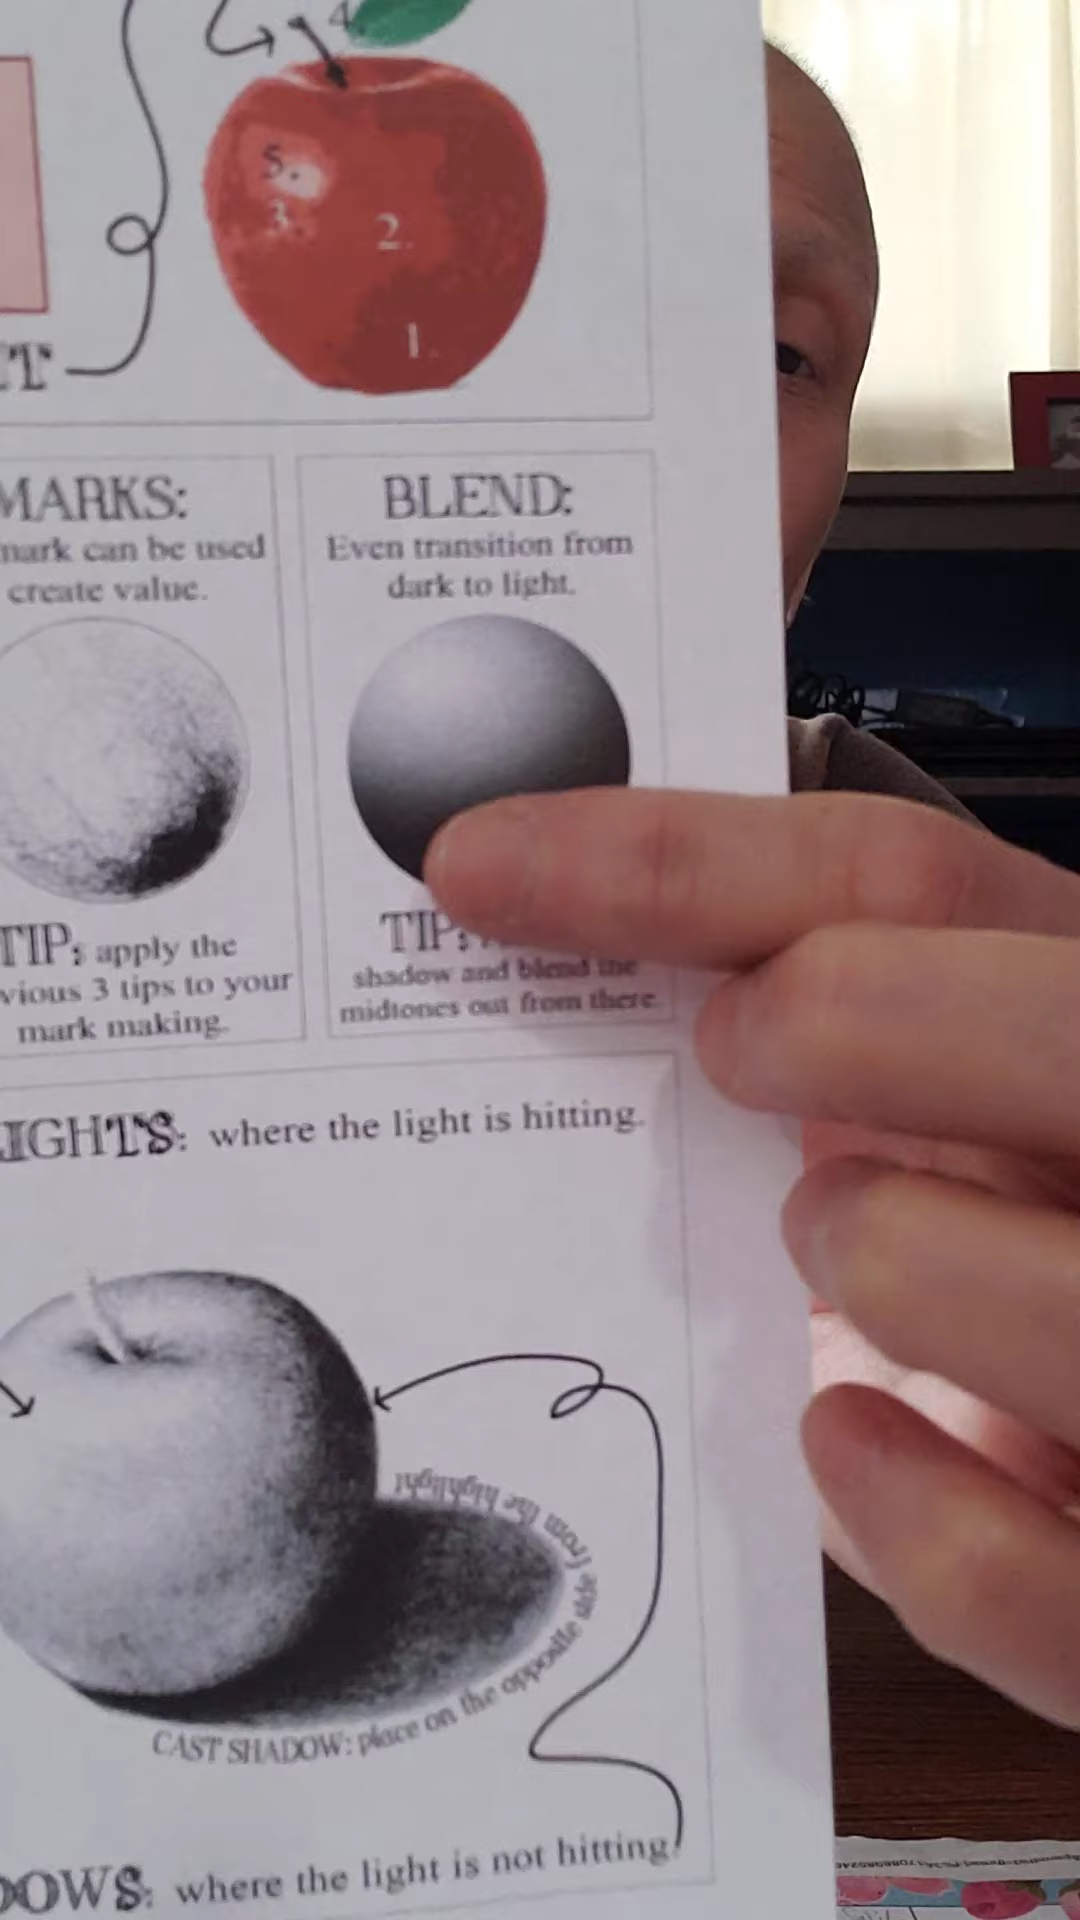 4.
5.
3.
2.
1.
MARKS:
mark can be used
create value.
BLEND:
Even transition from
dark to light.
TIP: apply the
vious 3 tips to your
mark making.
TIP:
shadow and blend the
midtones out from there.
IGHTS: where the light is hitting.
CAST SHADOW: place on the opposite side from the highlight
OWS: where the light is not hitting.